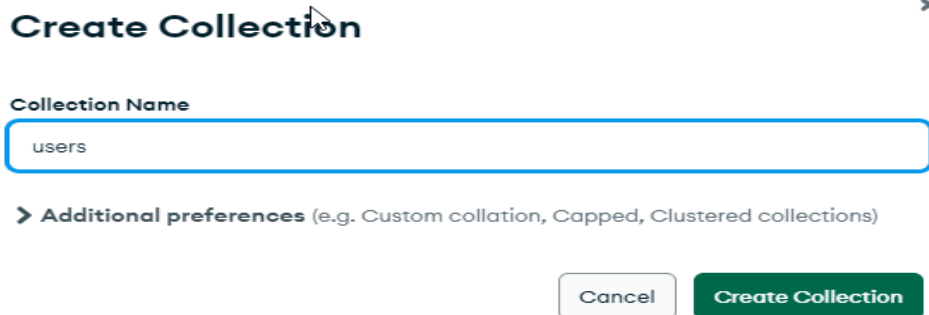 Create Collection
Collection Name
users
Additional preferences (e.g. Custom collation, Capped, Clustered collections)
Cancel
Create Collection